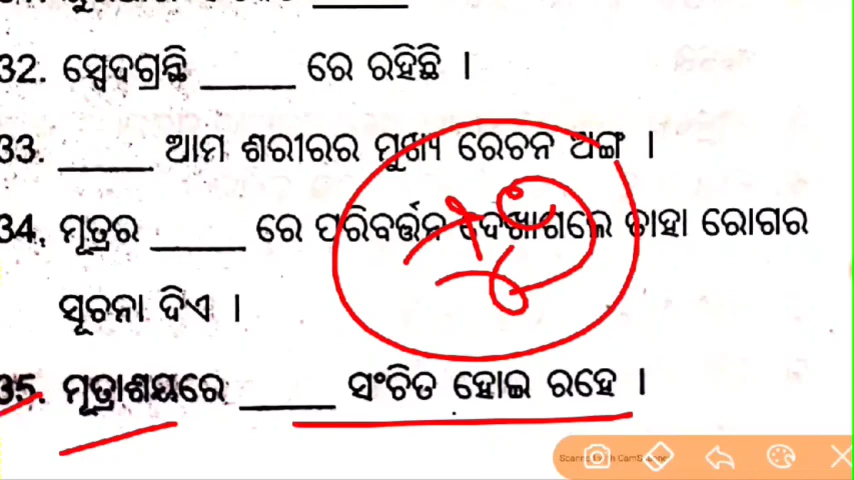 32. ସ୍ବେଦଗ୍ରନ୍ଥି _____ ରେ ରହିଛି ।
33. _____ ଆମ ଶରୀରର ମୁଖ୍ୟ ରେଚନ ଅଙ୍ଗ ।
34. ମୂତ୍ରର _____ ରେ ପରିବର୍ତ୍ତନ ଦେଖାଗଲେ ତାହା ରୋଗର
ସୂଚନା ଦିଏ ।
35. ମୂତ୍ରାଶୟରେ _____ ସଂଚିତ ହୋଇ ରହେ ।